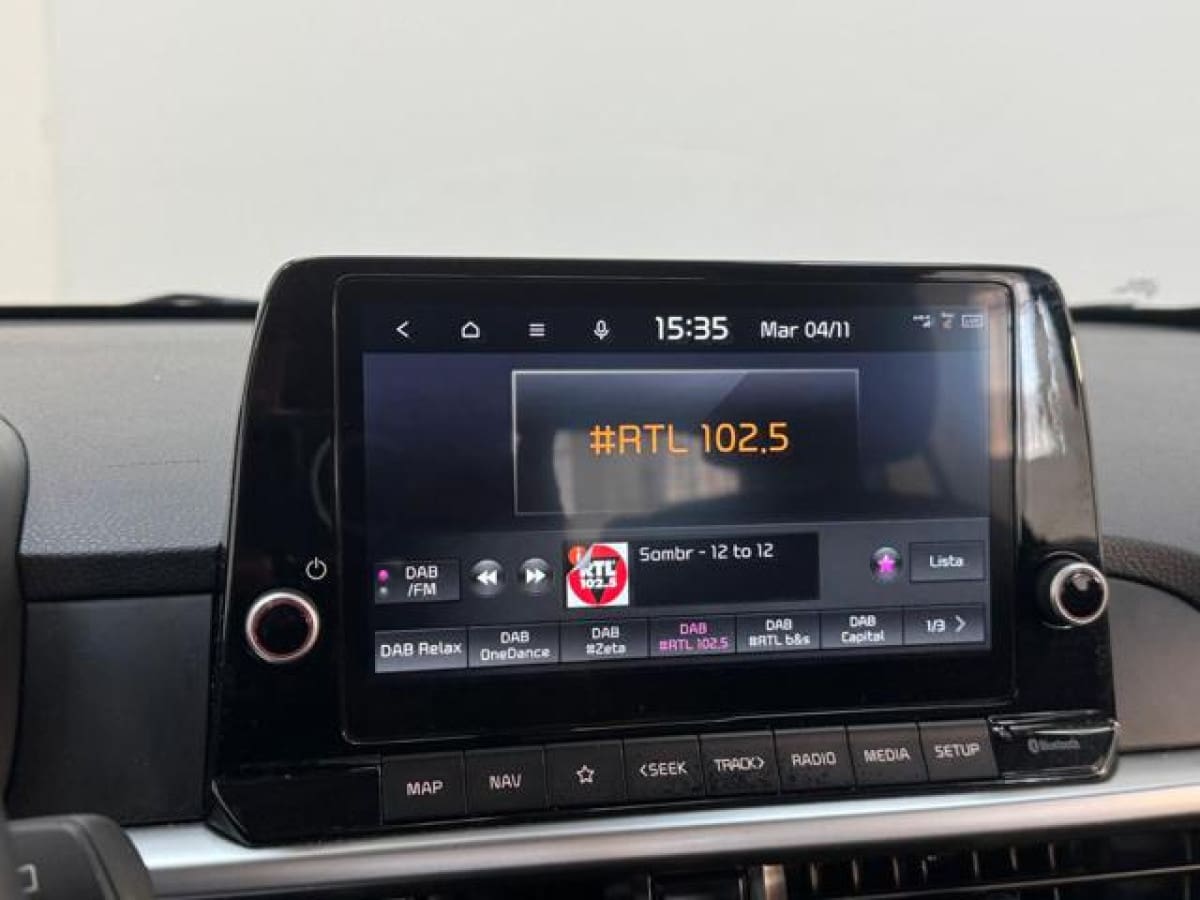 15:35 Mar 04/11
#RTL 102.5
DAB
/FM
RTL
102.5
Sombr - 12 to 12
Lista
DAB Relax
DAB
OneDance
DAB
#Zeta
DAB
#RTL 102.5
DAB
#RTL b&s
DAB
Capital
1/3 >
MAP NAV <SEEK TRACK> RADIO MEDIA SETUP
Bluetooth